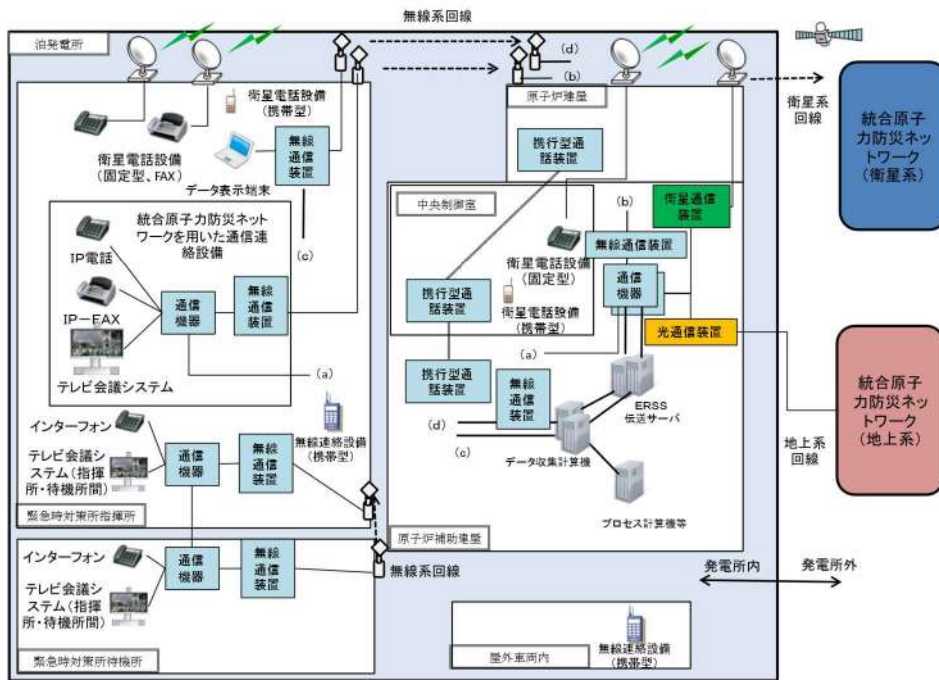 無線系回線
泊発電所
(d)
(b)
原子炉建屋
衛星電話設備
(携帯型)
衛星電話設備
(固定型、FAX)
データ表示端末
無線
通信
装置
(c)
携行型通
話装置
衛星系
回線
統合原子
力防災ネッ
トワーク
(衛星系)
統合原子力防災ネット
ワークを用いた通信連
絡設備
IP電話
IP-FAX
テレビ会議システム
通信
機器
無線
通信
装置
(a)
中央制御室
(b)
衛星通信
装置
無線通信装置
衛星電話設備
(固定型)
通信
機器
携行型通
話装置
衛星電話設備
(携帯型)
光通信装置
(a)
携行型通
話装置
無線
通信
装置
ERSS
伝送サーバ
(d)
(c)
データ収集計算機
プロセス計算機等
統合原子
力防災ネッ
トワーク
(地上系)
地上系
回線
インターフォン
テレビ会議シ
ステム(指揮
所・待機所間)
通信
機器
無線
通信
装置
無線連絡設備
(携帯型)
緊急時対策所指揮所
原子炉補助建屋
インターフォン
テレビ会議シ
ステム(指揮
所・待機所間)
通信
機器
無線
通信
装置
無線系回線
緊急時対策所待機所
発電所内
発電所外
屋外車両内
無線連絡設備
(携帯型)